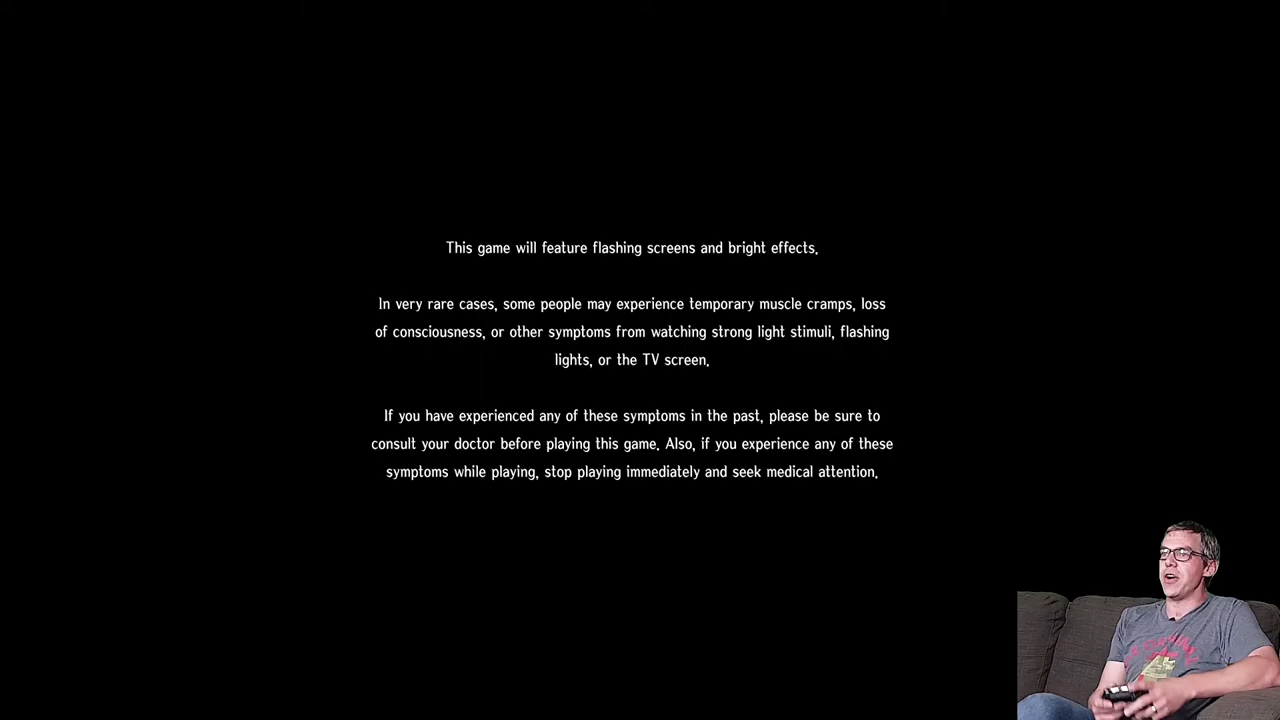 This game will feature flashing screens and bright effects.
In very rare cases, some people may experience temporary muscle cramps, loss
of consciousness, or other symptoms from watching strong light stimuli, flashing
lights, or the TV screen.
If you have experienced any of these symptoms in the past, please be sure to
consult your doctor before playing this game. Also, if you experience any of these
symptoms while playing, stop playing immediately and seek medical attention.